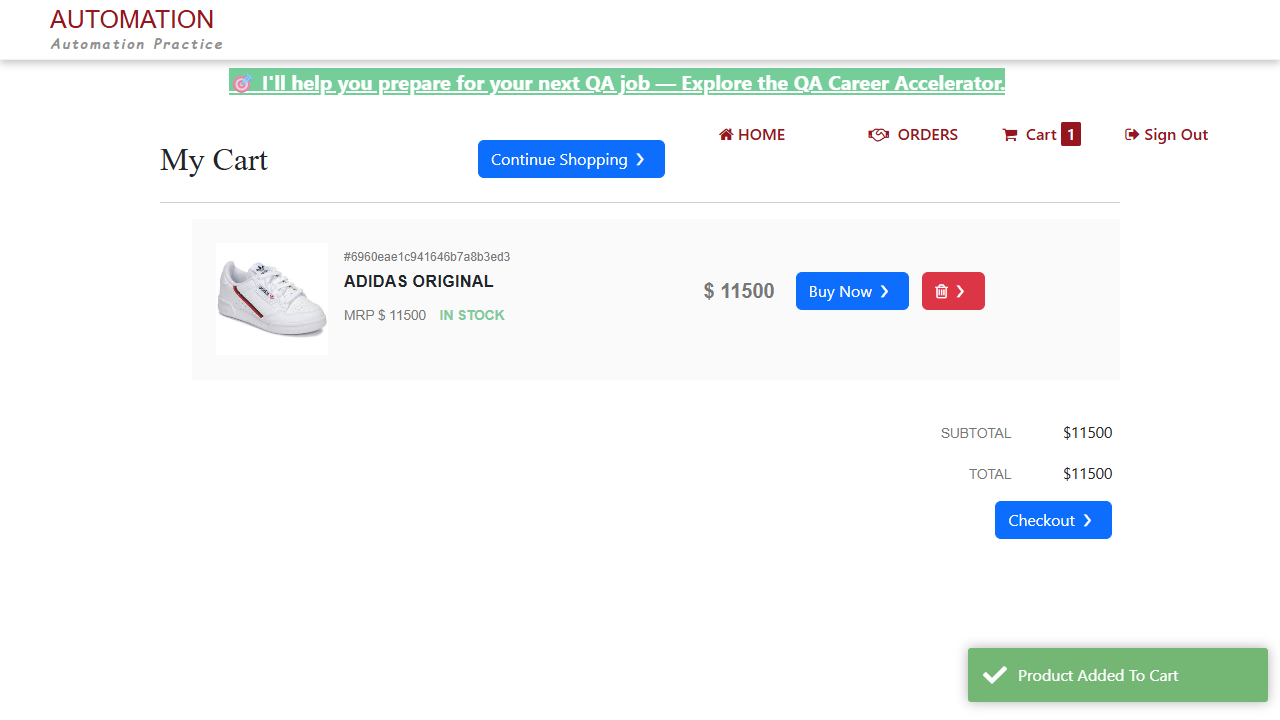 AUTOMATION
Automation Practice
🎯 I'll help you prepare for your next QA job — Explore the QA Career Accelerator.
HOME
ORDERS
Cart 1
Sign Out
My Cart
Continue Shopping ❯
#6960eae1c941646b7a8b3ed3
ADIDAS ORIGINAL
MRP $ 11500 IN STOCK
$ 11500
Buy Now ❯
❯
SUBTOTAL $11500
TOTAL $11500
Checkout ❯
Product Added To Cart